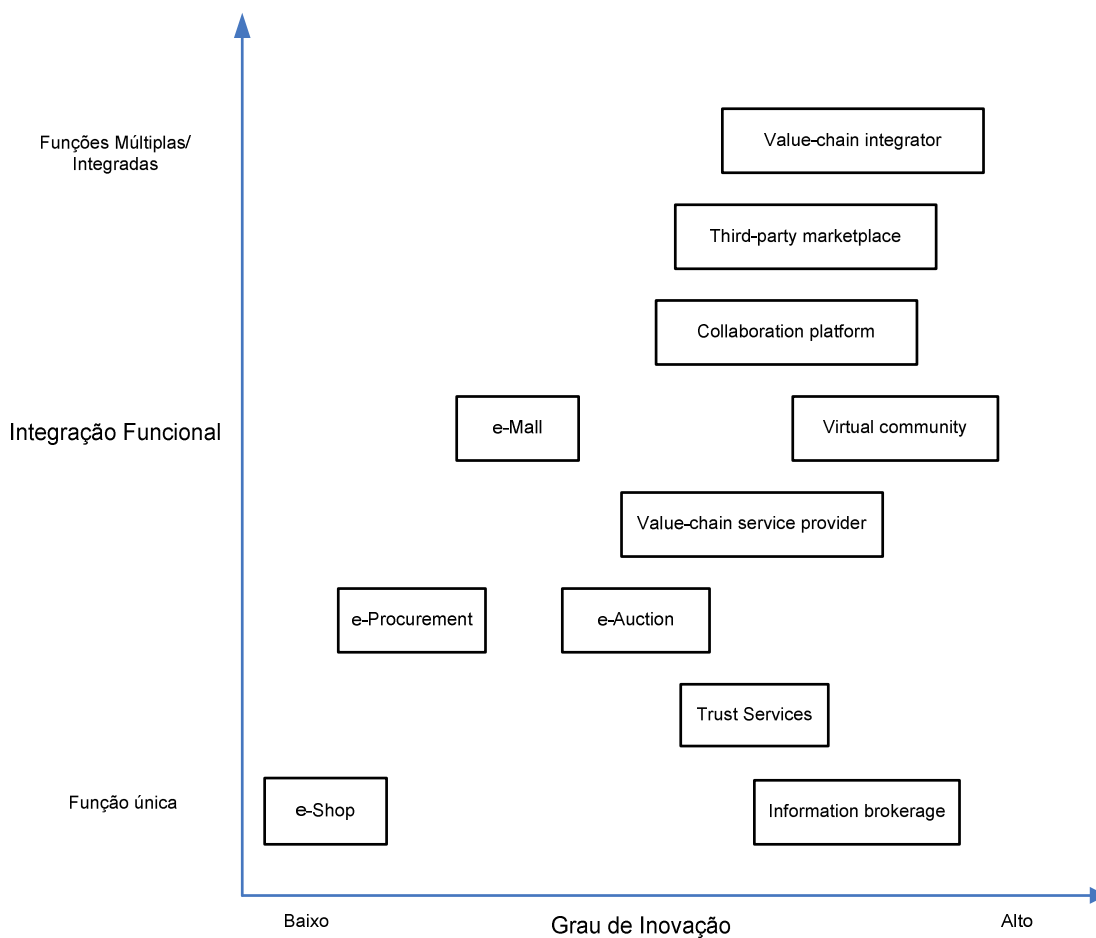 Funções Múltiplas/
Integradas
Value-chain integrator
Third-party marketplace
Collaboration platform
Integração Funcional
e-Mall
Virtual community
Value-chain service provider
e-Procurement
e-Auction
Trust Services
Função única
e-Shop
Information brokerage
Baixo
Grau de Inovação
Alto